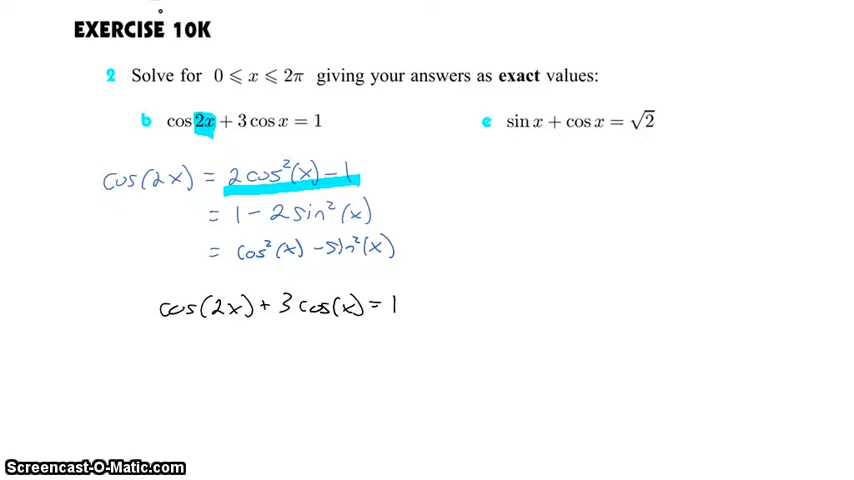 EXERCISE 10K
2 Solve for 0 ⩽ x ⩽ 2π giving your answers as exact values:
b cos 2x + 3 cos x = 1
e sin x + cos x = √2
cos(2x) = 2cos²(x) - 1
= 1 - 2sin²(x)
= cos²(x) - sin²(x)
cos(2x) + 3cos(x) = 1
Screencast-O-Matic.com